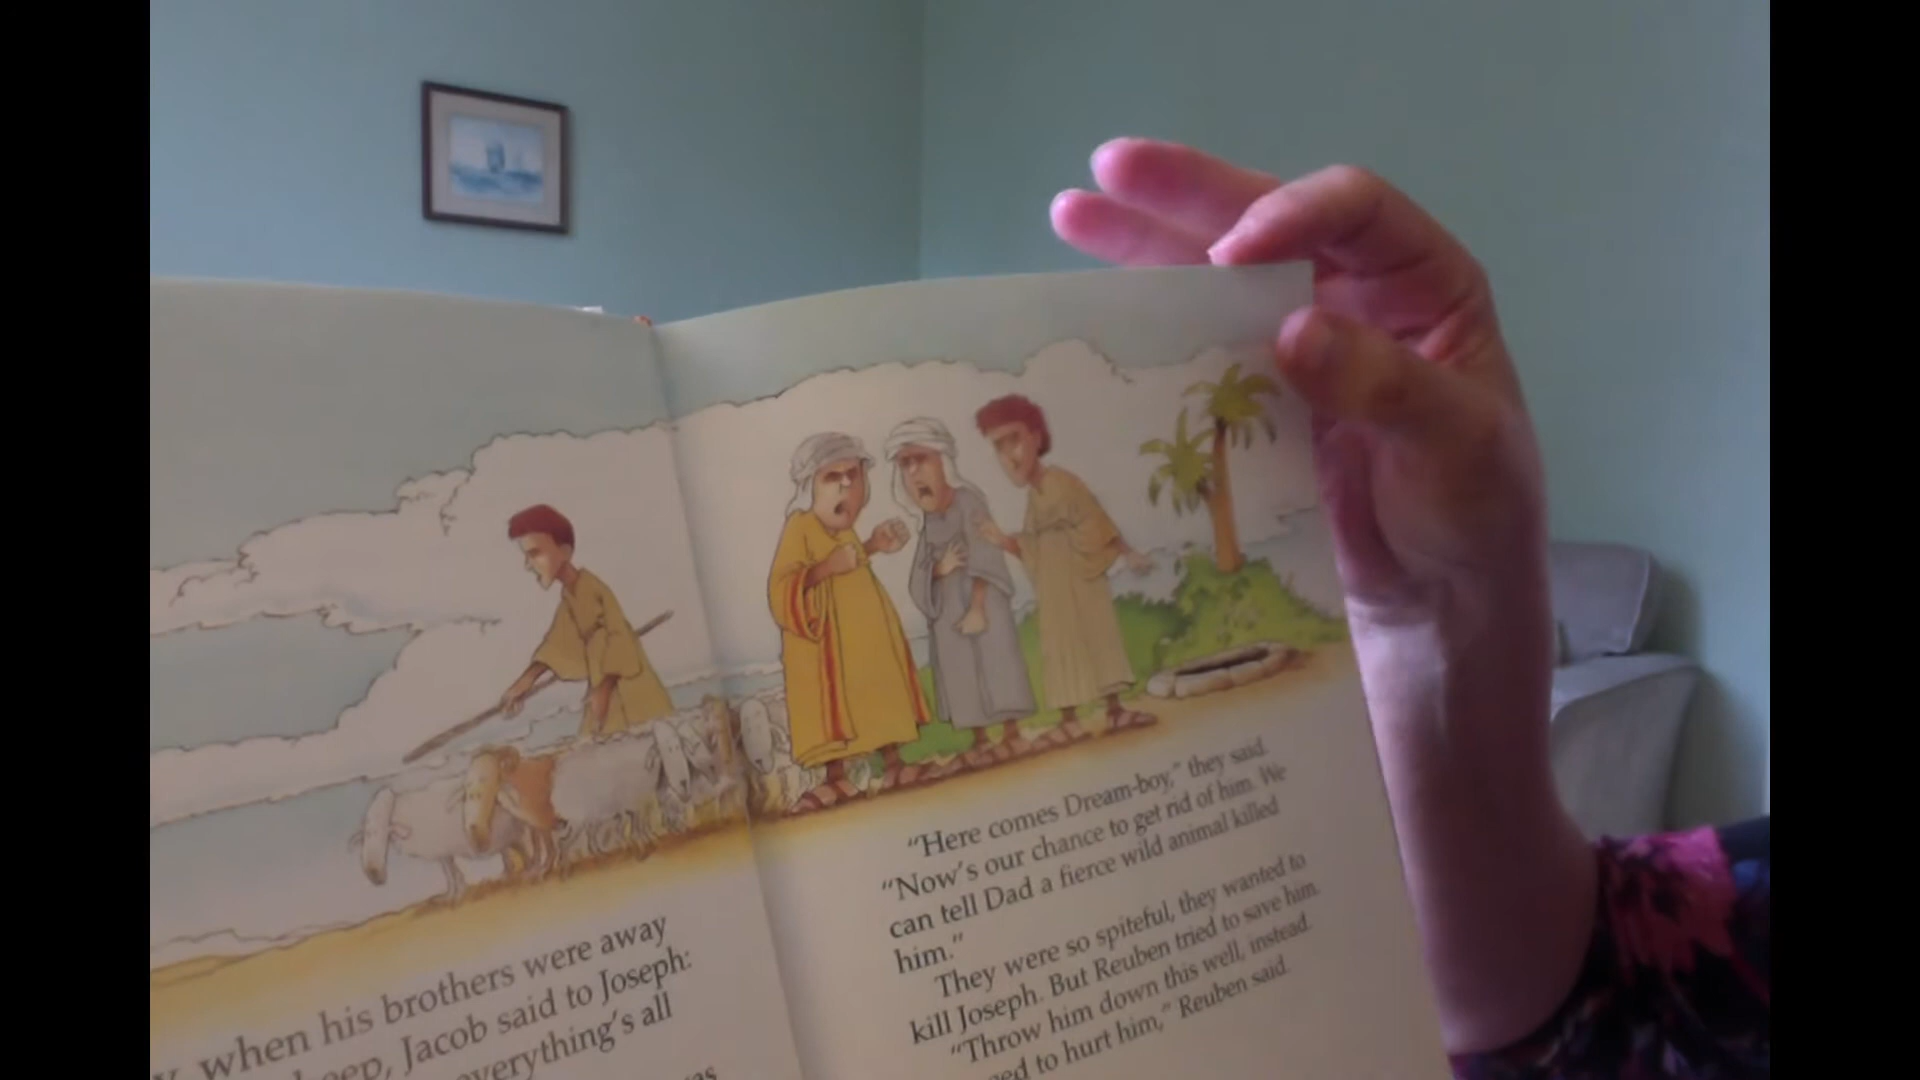 when his brothers were away
Jacob said to Joseph:
everything's all
"Here comes Dream-boy," they said.
"Now's our chance to get rid of him. We
can tell Dad a fierce wild animal killed
him."
They were so spiteful, they wanted to
kill Joseph. But Reuben tried to save him.
"Throw him down this well, instead.
to hurt him," Reuben said.